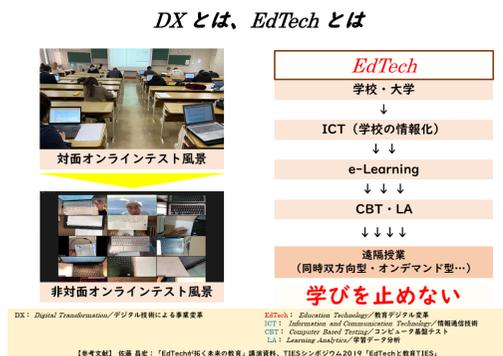 DX とは、EdTech とは
対面オンラインテスト風景
非対面オンラインテスト風景
EdTech
学校・大学
↓
ICT（学校の情報化）
↓ ↓
e-Learning
↓ ↓ ↓
CBT・LA
↓↓↓↓
遠隔授業
（同時双方向型・オンデマンド型…）
学びを止めない
DX： Digital Transformation／デジタル技術による事業変革
EdTech： Education Technology／教育デジタル変革
ICT： Information and Communication Technology／情報通信技術
CBT： Computer Based Testing／コンピュータ基盤テスト
LA： Learning Analytics／学習データ分析
【参考文献】 佐藤 昌宏：「EdTechが拓く未来の教育」講演資料、TIESシンポジウム2019「EdTechと教育TIES」